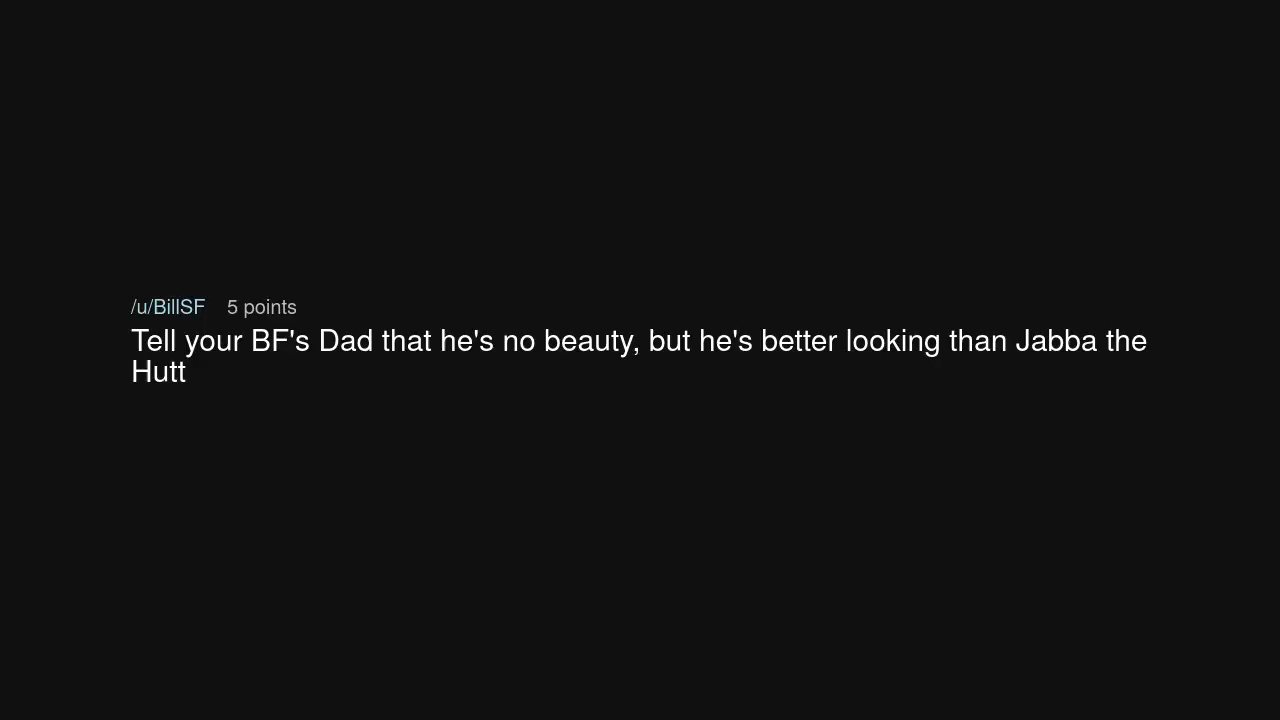 /u/BillSF 5 points
Tell your BF's Dad that he's no beauty, but he's better looking than Jabba the
Hutt